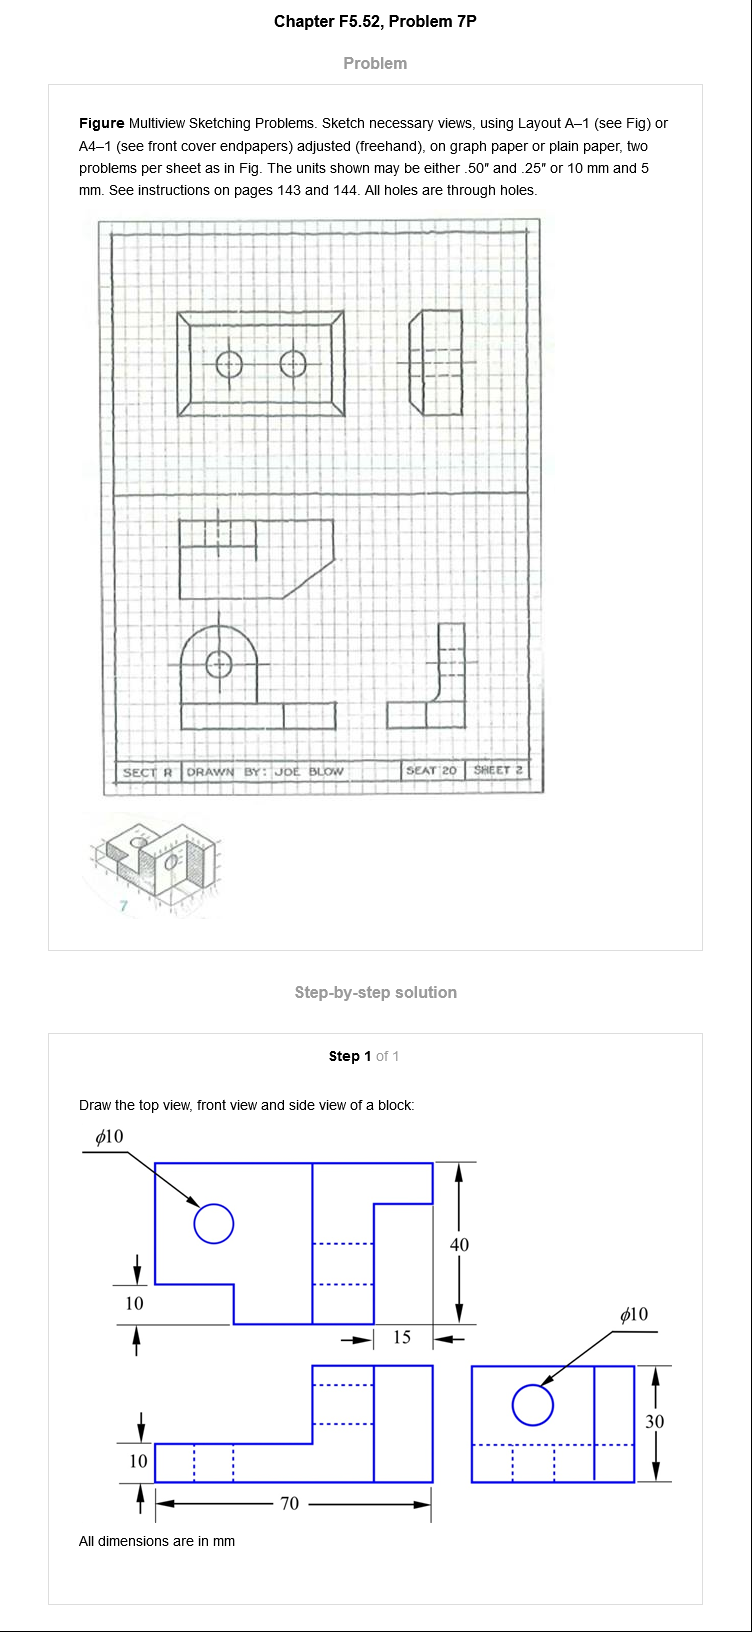 Chapter F5.52, Problem 7P
Problem
Figure Multiview Sketching Problems. Sketch necessary views, using Layout A–1 (see Fig) or
A4–1 (see front cover endpapers) adjusted (freehand), on graph paper or plain paper, two
problems per sheet as in Fig. The units shown may be either .50″ and .25″ or 10 mm and 5
mm. See instructions on pages 143 and 144. All holes are through holes.
SECT R DRAWN BY: JOE BLOW SEAT 20 SHEET 2
7
Step-by-step solution
Step 1 of 1
Draw the top view, front view and side view of a block:
ϕ10
40
10
15
ϕ10
30
10
70
All dimensions are in mm